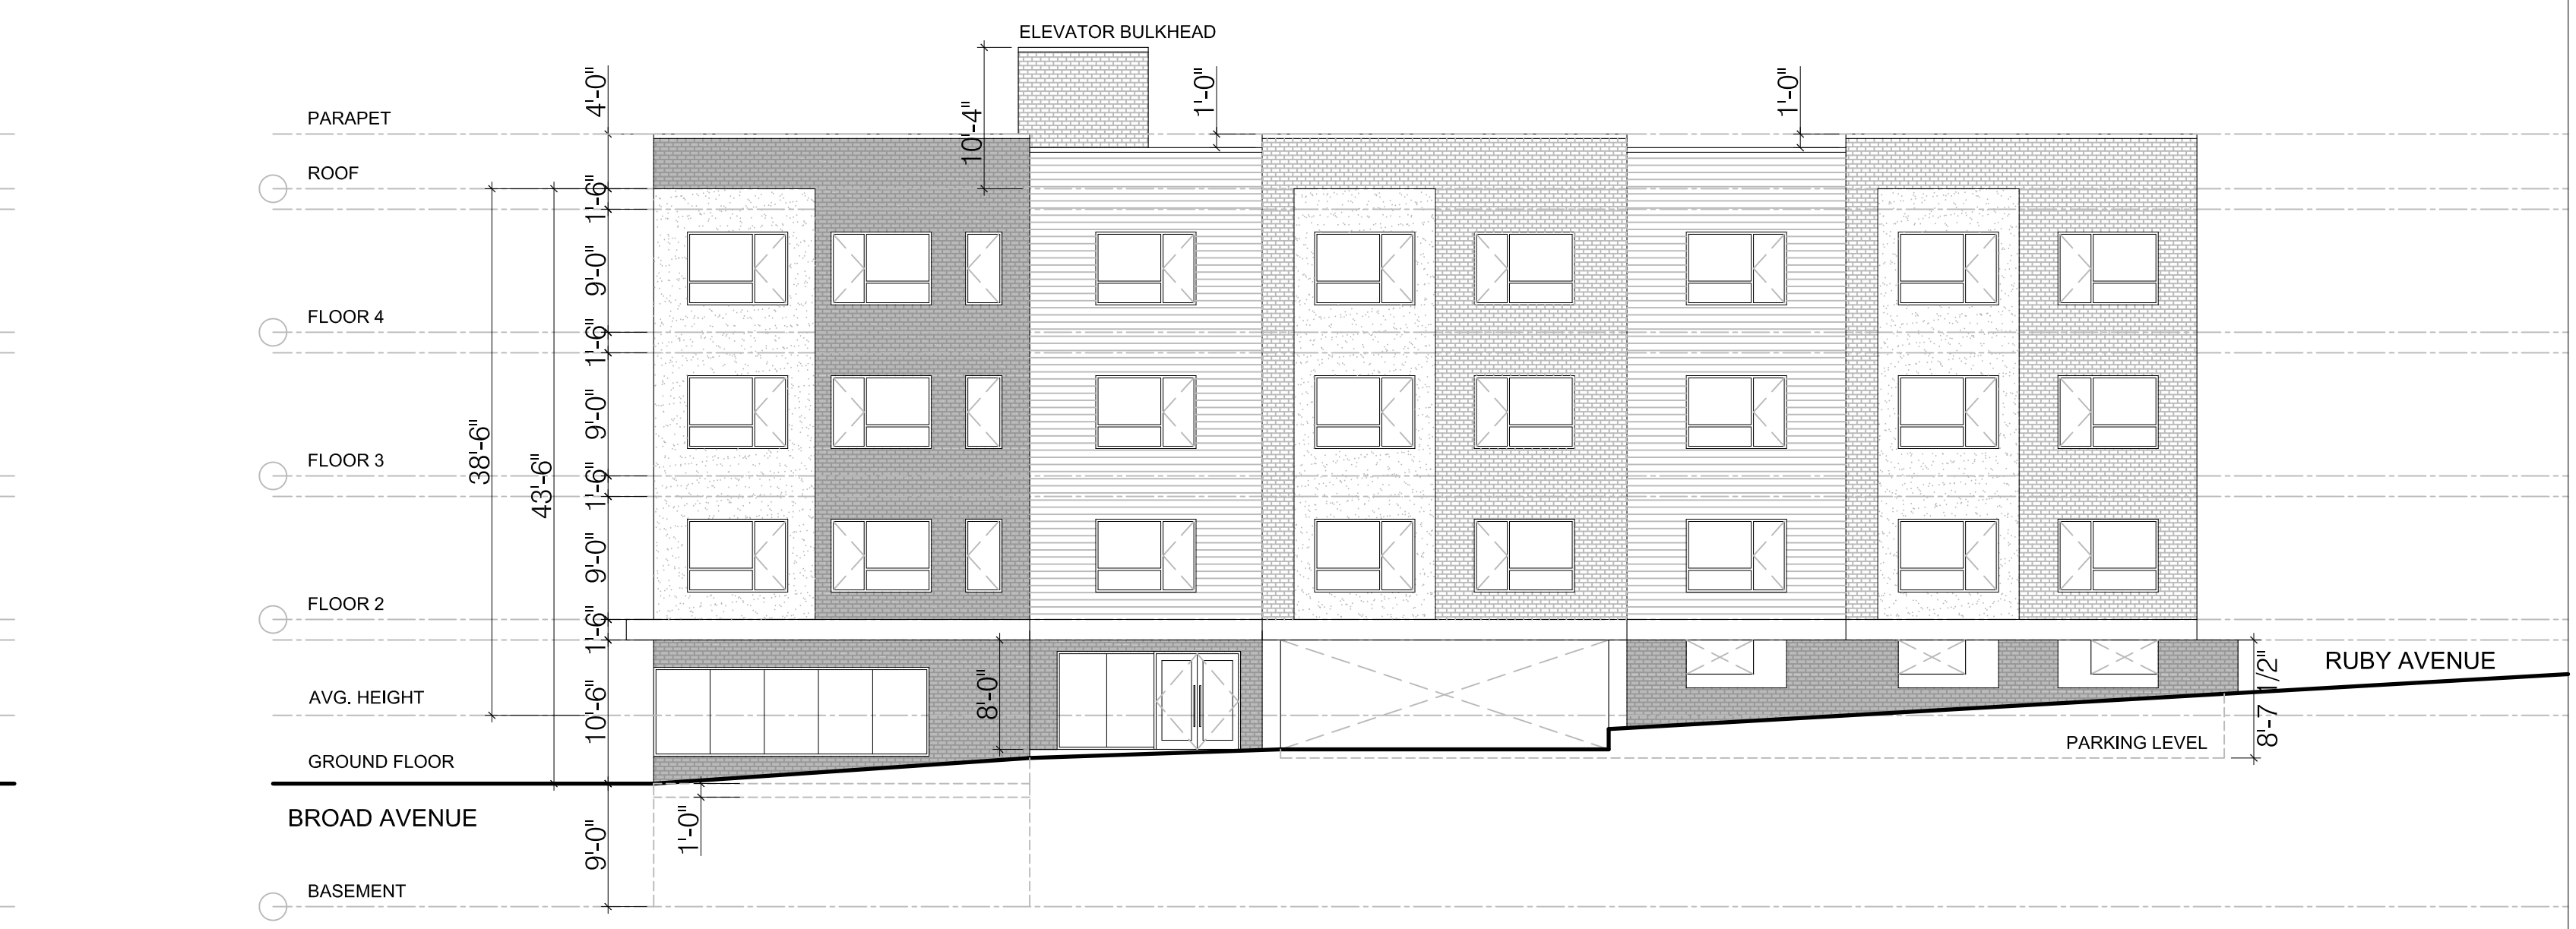 ELEVATOR BULKHEAD
4'-0"
1'-0"
1'-0"
10'-4"
PARAPET
ROOF
1'-6"
9'-0"
FLOOR 4
1'-6"
9'-0"
38'-6"
43'-6"
FLOOR 3
1'-6"
9'-0"
FLOOR 2
1'-6"
RUBY AVENUE
8'-0"
10'-6"
8'-7 1/2"
AVG. HEIGHT
PARKING LEVEL
GROUND FLOOR
BROAD AVENUE
1'-0"
9'-0"
BASEMENT